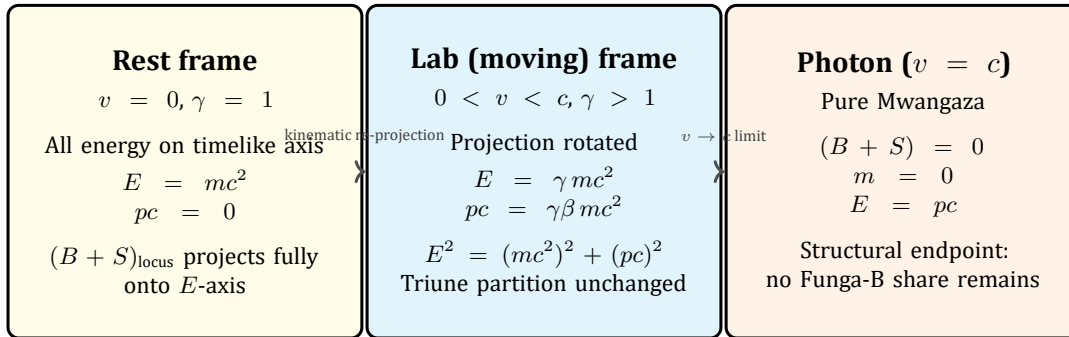 Rest frame
v = 0, γ = 1
All energy on timelike axis
E = mc²
pc = 0
(B + S)locus projects fully
onto E-axis
kinematic re-projection
Lab (moving) frame
0 < v < c, γ > 1
Projection rotated
E = γ mc²
pc = γβ mc²
E² = (mc²)² + (pc)²
Triune partition unchanged
v → c limit
Photon (v = c)
Pure Mwangaza
(B + S) = 0
m = 0
E = pc
Structural endpoint:
no Funga-B share remains